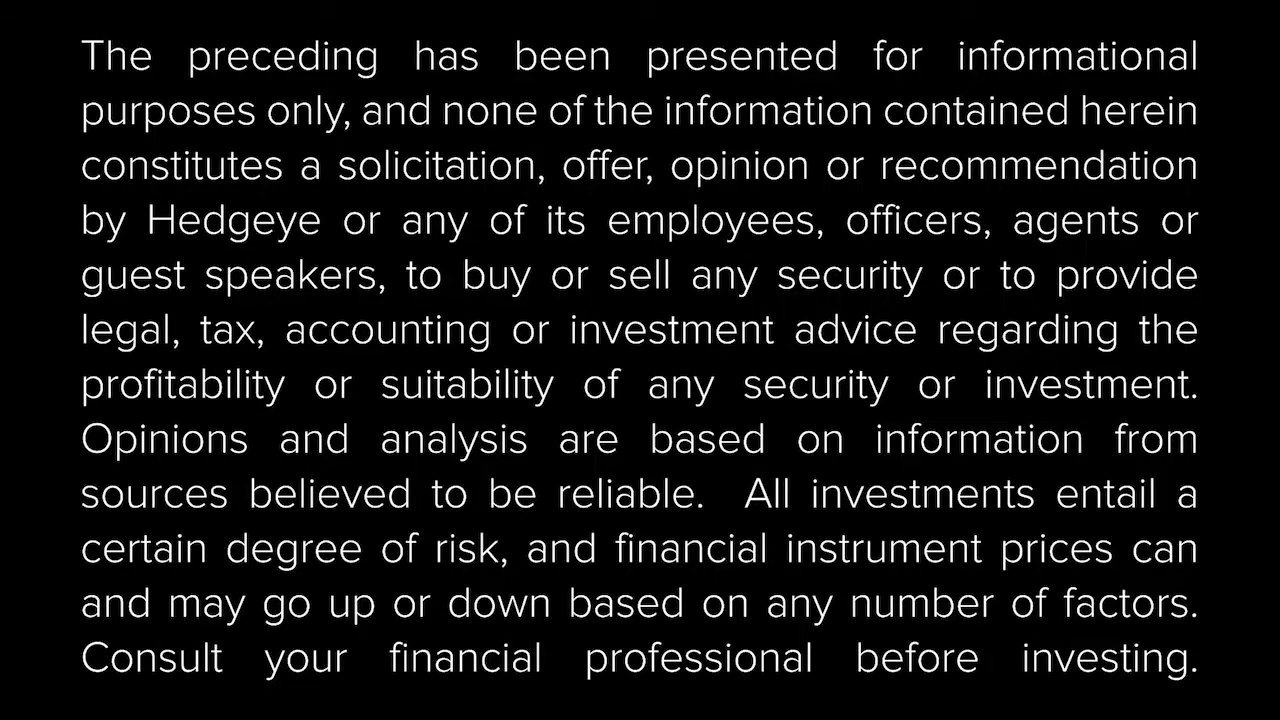 The preceding has been presented for informational
purposes only, and none of the information contained herein
constitutes a solicitation, offer, opinion or recommendation
by Hedgeye or any of its employees, officers, agents or
guest speakers, to buy or sell any security or to provide
legal, tax, accounting or investment advice regarding the
profitability or suitability of any security or investment.
Opinions and analysis are based on information from
sources believed to be reliable.  All investments entail a
certain degree of risk, and financial instrument prices can
and may go up or down based on any number of factors.
Consult your financial professional before investing.